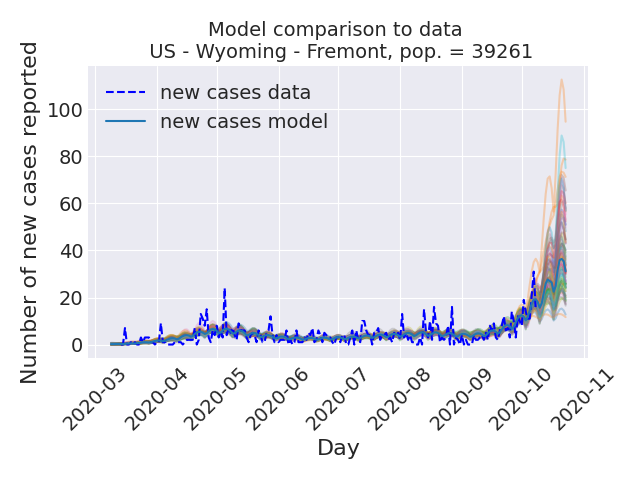 Model comparison to data
US - Wyoming - Fremont, pop. = 39261
new cases data
new cases model
Number of new cases reported
100
80
60
40
20
0
2020-03
2020-04
2020-05
2020-06
2020-07
2020-08
2020-09
2020-10
2020-11
Day